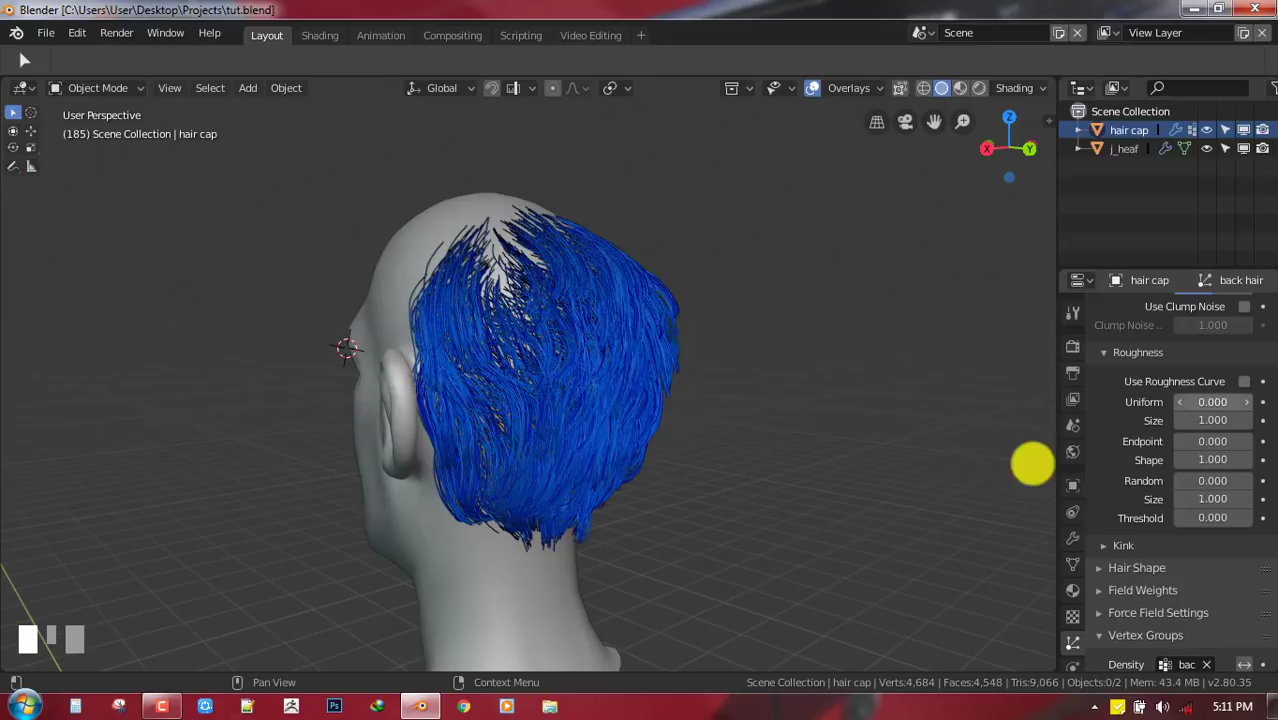 Blender [C:\Users\User\Desktop\Projects\tut.blend]
File Edit Render Window Help Layout Shading Animation Compositing Scripting Video Editing + Scene View Layer
Object Mode View Select Add Object Global Overlays Shading
Scene Collection
User Perspective
(185) Scene Collection | hair cap
hair cap
j_heaf
Z
X Y
hair cap back hair
Use Clump Noise
Clump Noise .. 1.000
Roughness
Use Roughness Curve
Uniform 0.000
Size 1.000
Endpoint 0.000
Shape 1.000
Random 0.000
Size 1.000
Threshold 0.000
Kink
Hair Shape
Field Weights
Force Field Settings
Vertex Groups
Density bac
Pan View Context Menu Scene Collection | hair cap | Verts:4,684 | Faces:4,548 | Tris:9,066 | Objects:0/2 | Mem: 43.4 MB | v2.80.35
Ps 5:11 PM